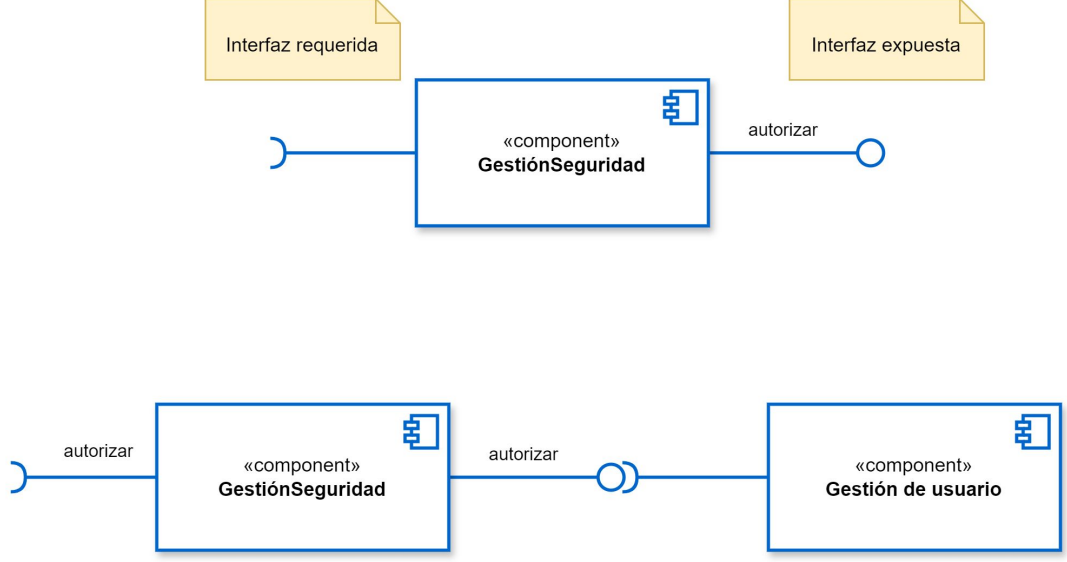 Interfaz requerida
Interfaz expuesta
«component»
GestiónSeguridad
autorizar
autorizar
«component»
GestiónSeguridad
autorizar
«component»
Gestión de usuario